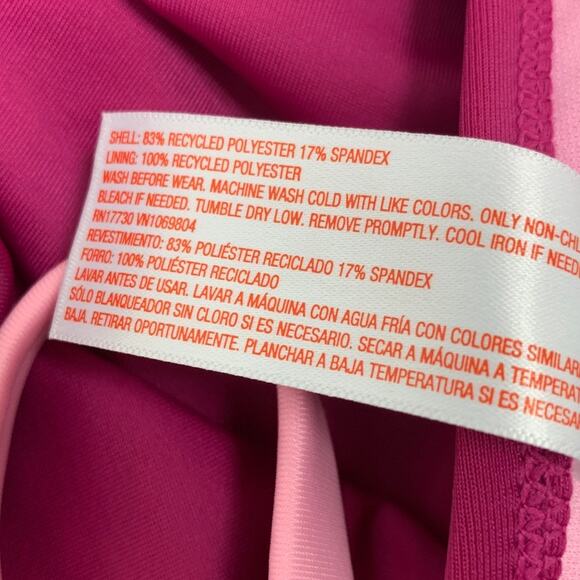 SHELL: 83% RECYCLED POLYESTER 17% SPANDEX
LINING: 100% RECYCLED POLYESTER
WASH BEFORE WEAR. MACHINE WASH COLD WITH LIKE COLORS. ONLY NON-CH
BLEACH IF NEEDED. TUMBLE DRY LOW. REMOVE PROMPTLY. COOL IRON IF NEED
RN17730 VN1069804
REVESTIMIENTO: 83% POLIÉSTER RECICLADO 17% SPANDEX
FORRO: 100% POLIÉSTER RECICLADO
LAVAR ANTES DE USAR. LAVAR A MÁQUINA CON AGUA FRÍA CON COLORES SIMILAR
SÓLO BLANQUEADOR SIN CLORO SI ES NECESARIO. SECAR A MÁQUINA A TEMPERAT
BAJA. RETIRAR OPORTUNAMENTE. PLANCHAR A BAJA TEMPERATURA SI ES NECESA